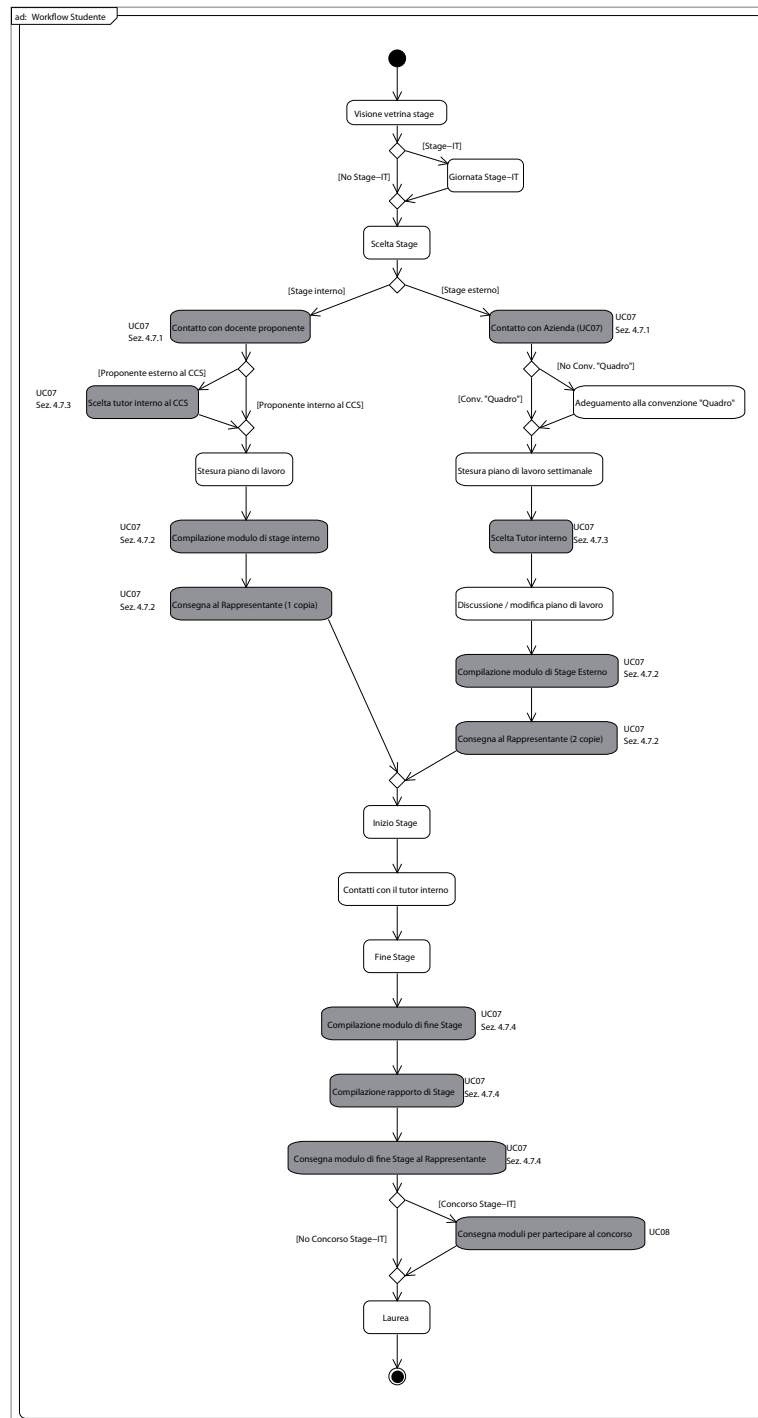 ad: Workflow Studente
Visione vetrina stage
[Stage–IT]
[No Stage–IT]
Giornata Stage–IT
Scelta Stage
[Stage interno]
[Stage esterno]
UC07
Sez. 4.7.1
Contatto con docente proponente
Contatto con Azienda (UC07)
UC07
Sez. 4.7.1
[Proponente esterno al CCS]
[No Conv. "Quadro"]
UC07
Sez. 4.7.3
Scelta tutor interno al CCS
[Proponente interno al CCS]
[Conv. "Quadro"]
Adeguamento alla convenzione "Quadro"
Stesura piano di lavoro
Stesura piano di lavoro settimanale
UC07
Sez. 4.7.2
Compilazione modulo di stage interno
Scelta Tutor interno
UC07
Sez. 4.7.3
UC07
Sez. 4.7.2
Consegna al Rappresentante (1 copia)
Discussione / modifica piano di lavoro
Compilazione modulo di Stage Esterno
UC07
Sez. 4.7.2
Consegna al Rappresentante (2 copie)
UC07
Sez. 4.7.2
Inizio Stage
Contatti con il tutor interno
Fine Stage
Compilazione modulo di fine Stage
UC07
Sez. 4.7.4
Compilazione rapporto di Stage
UC07
Sez. 4.7.4
Consegna modulo di fine Stage al Rappresentante
UC07
Sez. 4.7.4
[Concorso Stage–IT]
[No Concorso Stage–IT]
Consegna moduli per partecipare al concorso
UC08
Laurea